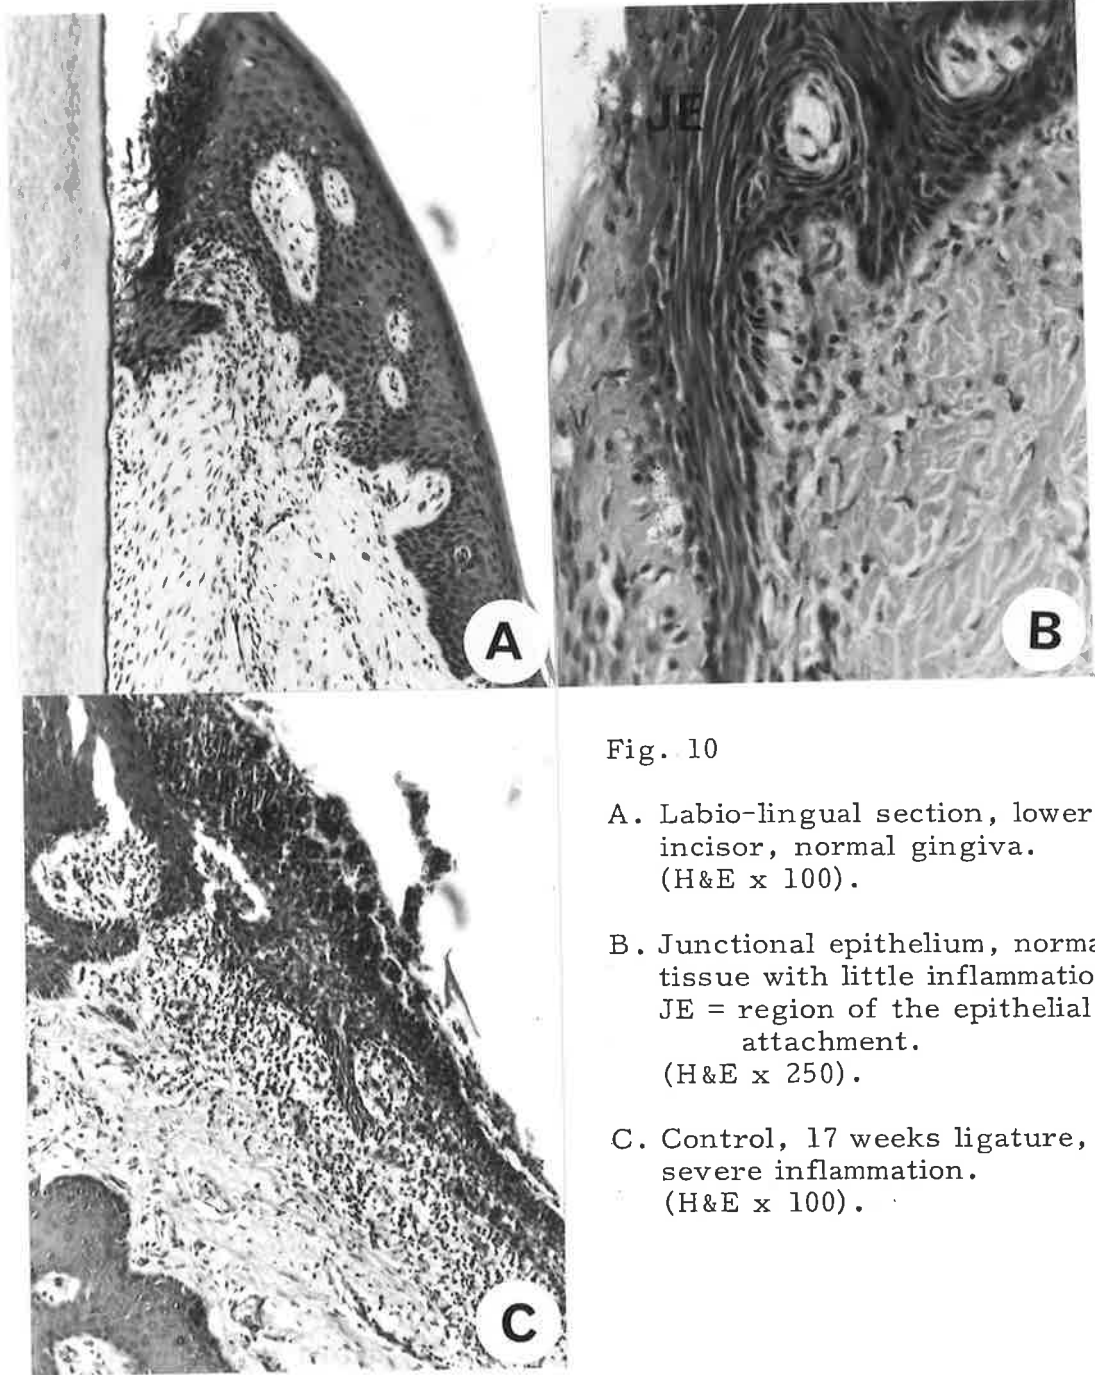 JE
A
B
C
Fig. 10
A. Labio-lingual section, lower
incisor, normal gingiva.
(H&E x 100).
B. Junctional epithelium, norma
tissue with little inflammatio
JE = region of the epithelial
attachment.
(H&E x 250).
C. Control, 17 weeks ligature,
severe inflammation.
(H&E x 100).